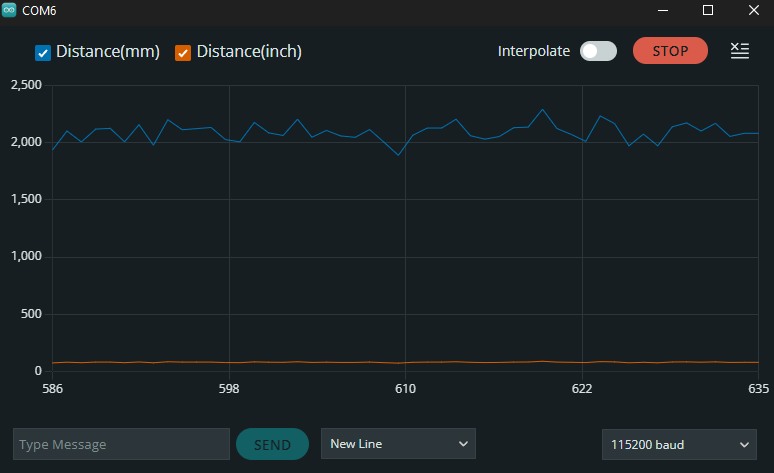 COM6
Distance(mm) Distance(inch) Interpolate STOP
2,500
2,000
1,500
1,000
500
0
586 598 610 622 635
Type Message SEND New Line 115200 baud